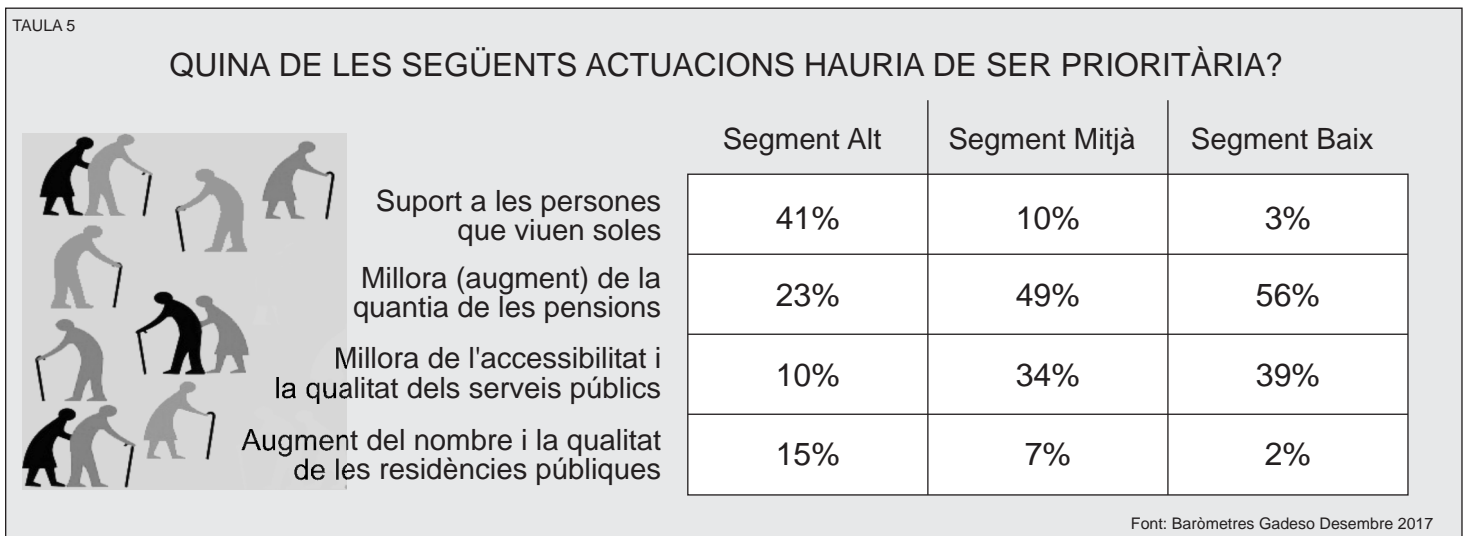 TAULA 5
QUINA DE LES SEGÜENTS ACTUACIONS HAURIA DE SER PRIORITÀRIA?
Segment Alt Segment Mitjà Segment Baix
Suport a les persones
que viuen soles
41% 10% 3%
Millora (augment) de la
quantia de les pensions
23% 49% 56%
Millora de l'accessibilitat i
la qualitat dels serveis públics
10% 34% 39%
Augment del nombre i la qualitat
de les residències públiques
15% 7% 2%
Font: Baròmetres Gadeso Desembre 2017